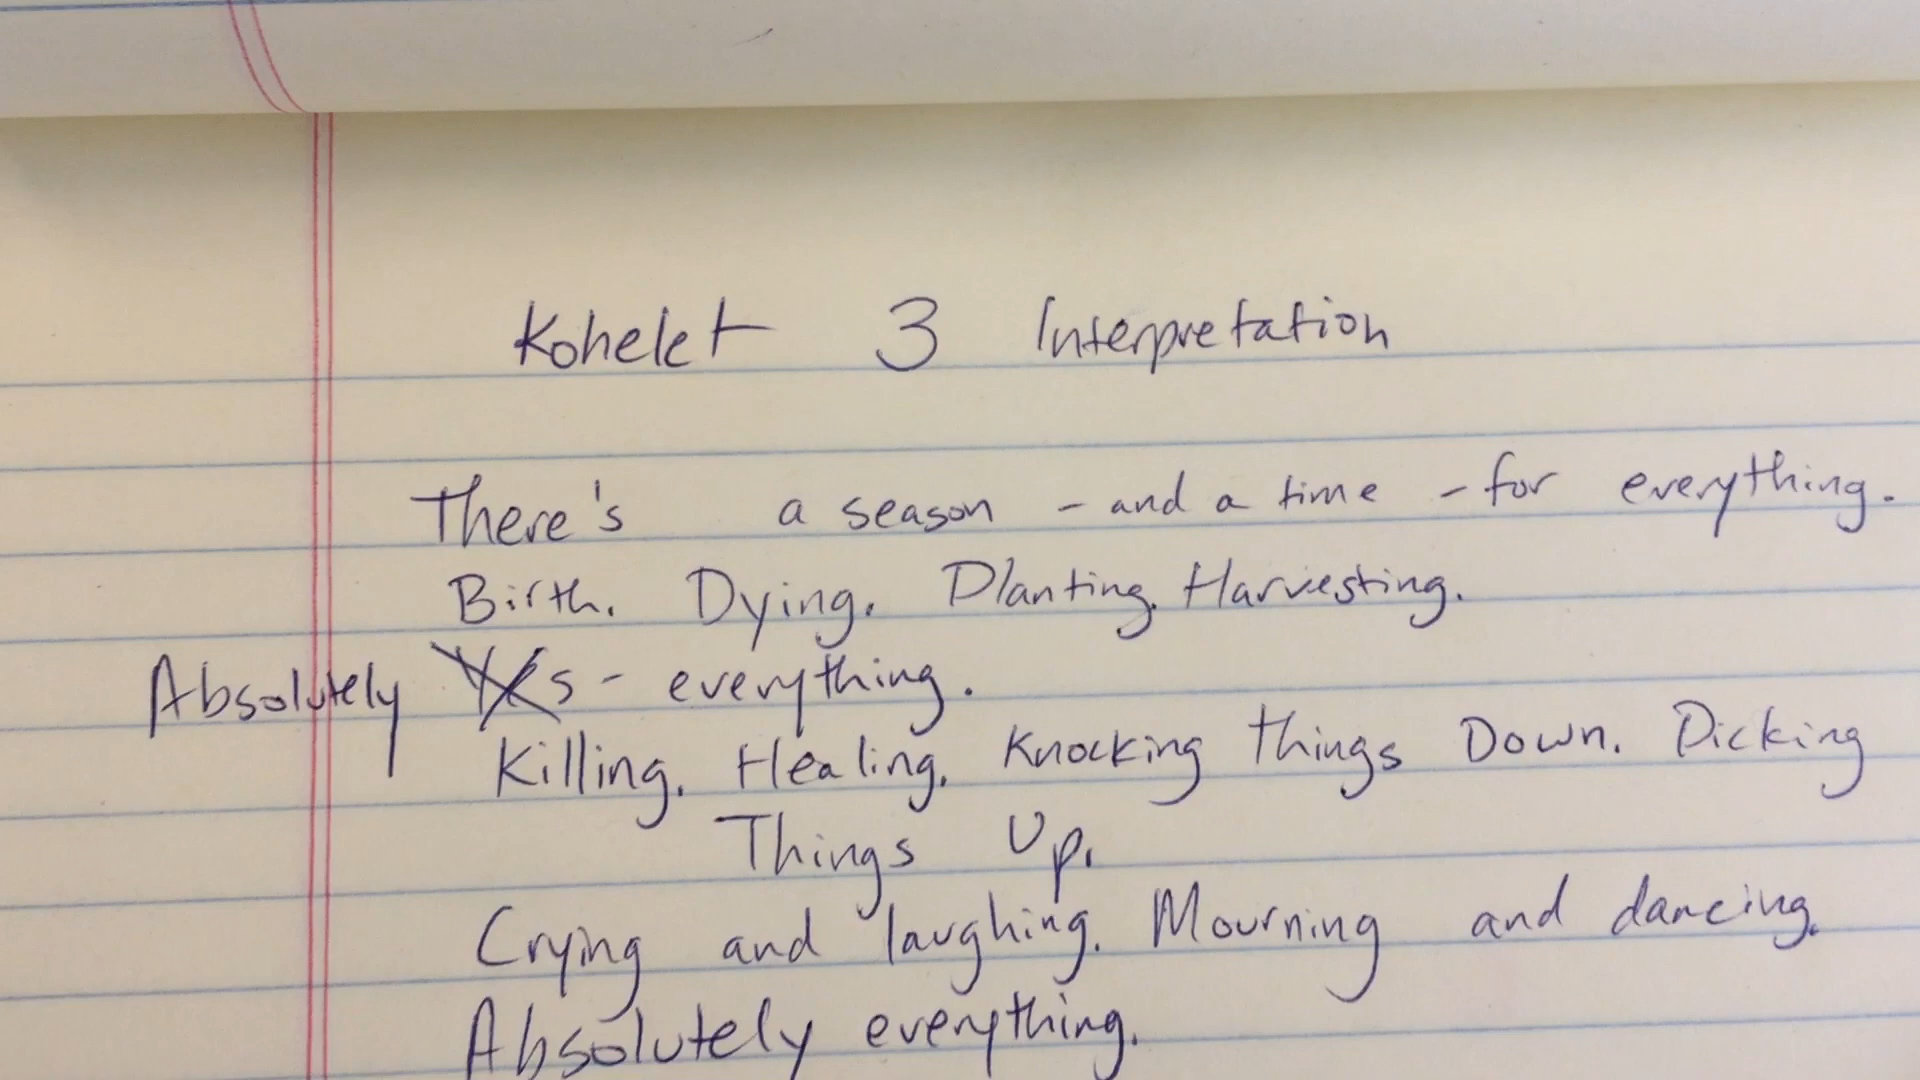 Kohelet 3 Interpretation
There's a season - and a time - for everything.
Birth. Dying. Planting. Harvesting.
Absolutely Yes - everything.
Killing. Healing. Knocking things Down. Picking
Things Up.
Crying and laughing. Mourning and dancing.
Absolutely everything.